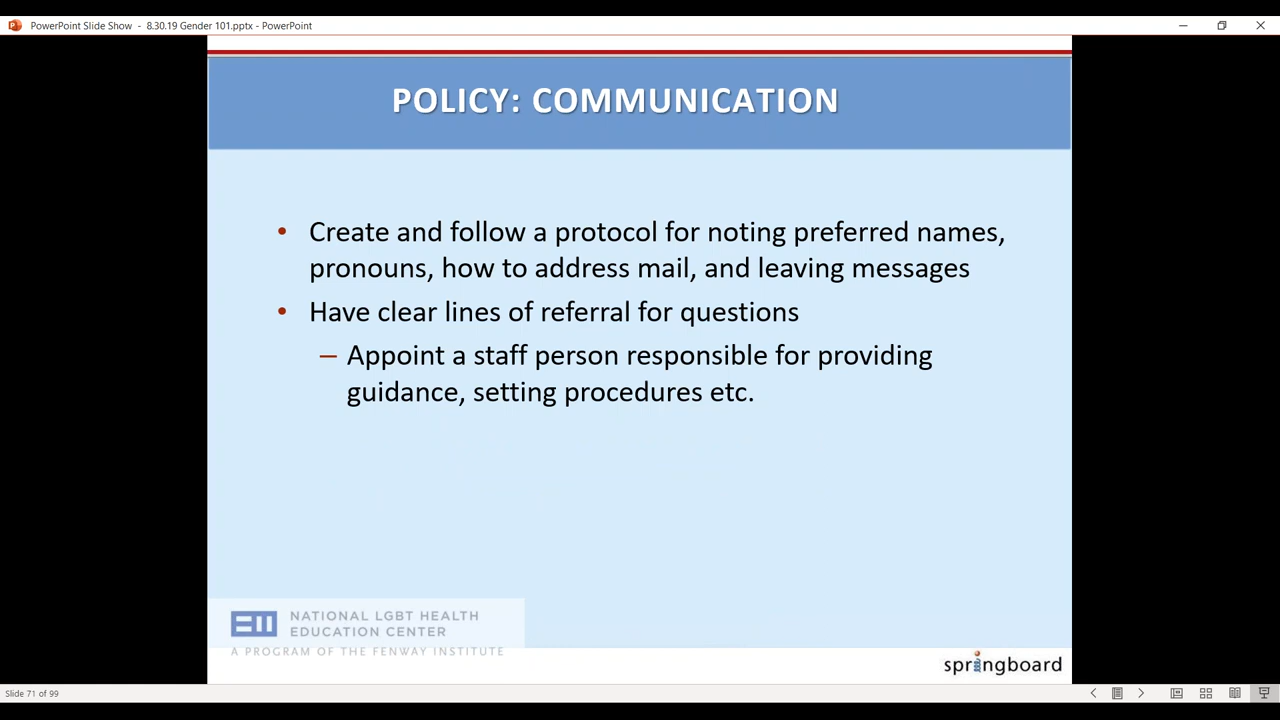 PowerPoint Slide Show - 8.30.19 Gender 101.pptx - PowerPoint
POLICY: COMMUNICATION
• Create and follow a protocol for noting preferred names,
pronouns, how to address mail, and leaving messages
• Have clear lines of referral for questions
– Appoint a staff person responsible for providing
guidance, setting procedures etc.
NATIONAL LGBT HEALTH
EDUCATION CENTER
A PROGRAM OF THE FENWAY INSTITUTE
springboard
Slide 71 of 99